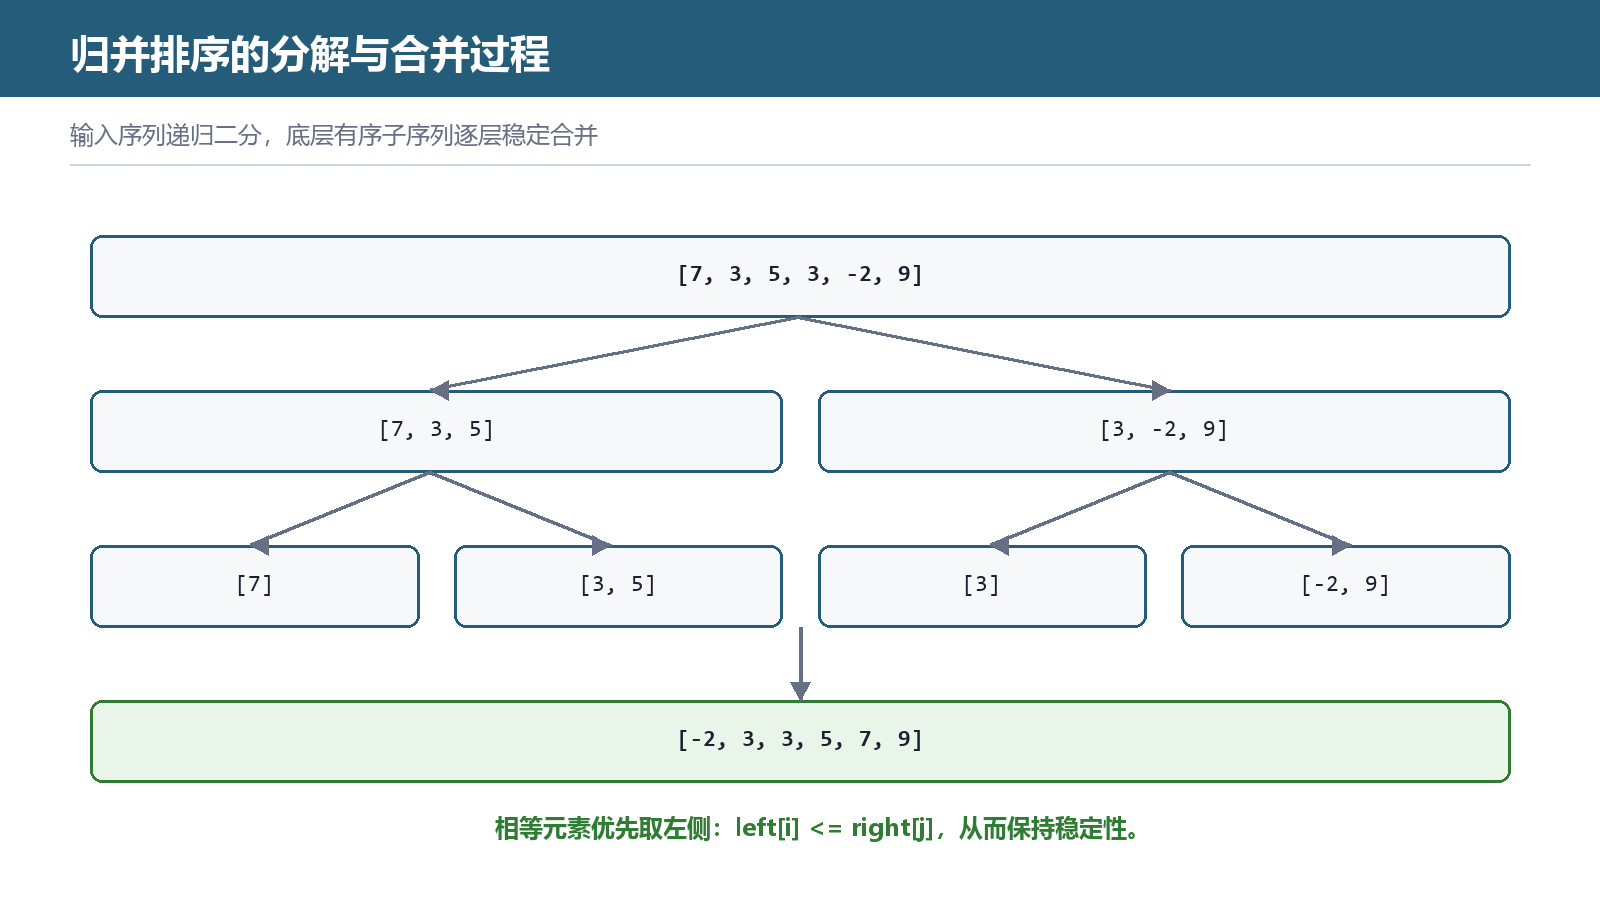 归并排序的分解与合并过程
输入序列递归二分，底层有序子序列逐层稳定合并
[7, 3, 5, 3, -2, 9]
[7, 3, 5]
[3, -2, 9]
[7]
[3, 5]
[3]
[-2, 9]
[-2, 3, 3, 5, 7, 9]
相等元素优先取左侧：left[i] <= right[j]，从而保持稳定性。